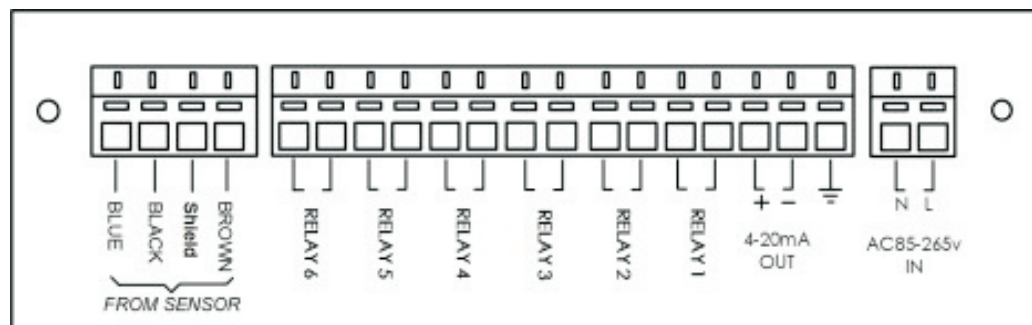 BLUE
BLACK
Shield
BROWN
FROM SENSOR
RELAY 6
RELAY 5
RELAY 4
RELAY 3
RELAY 2
RELAY 1
+ −
4-20mA
OUT
N L
AC85-265v
IN